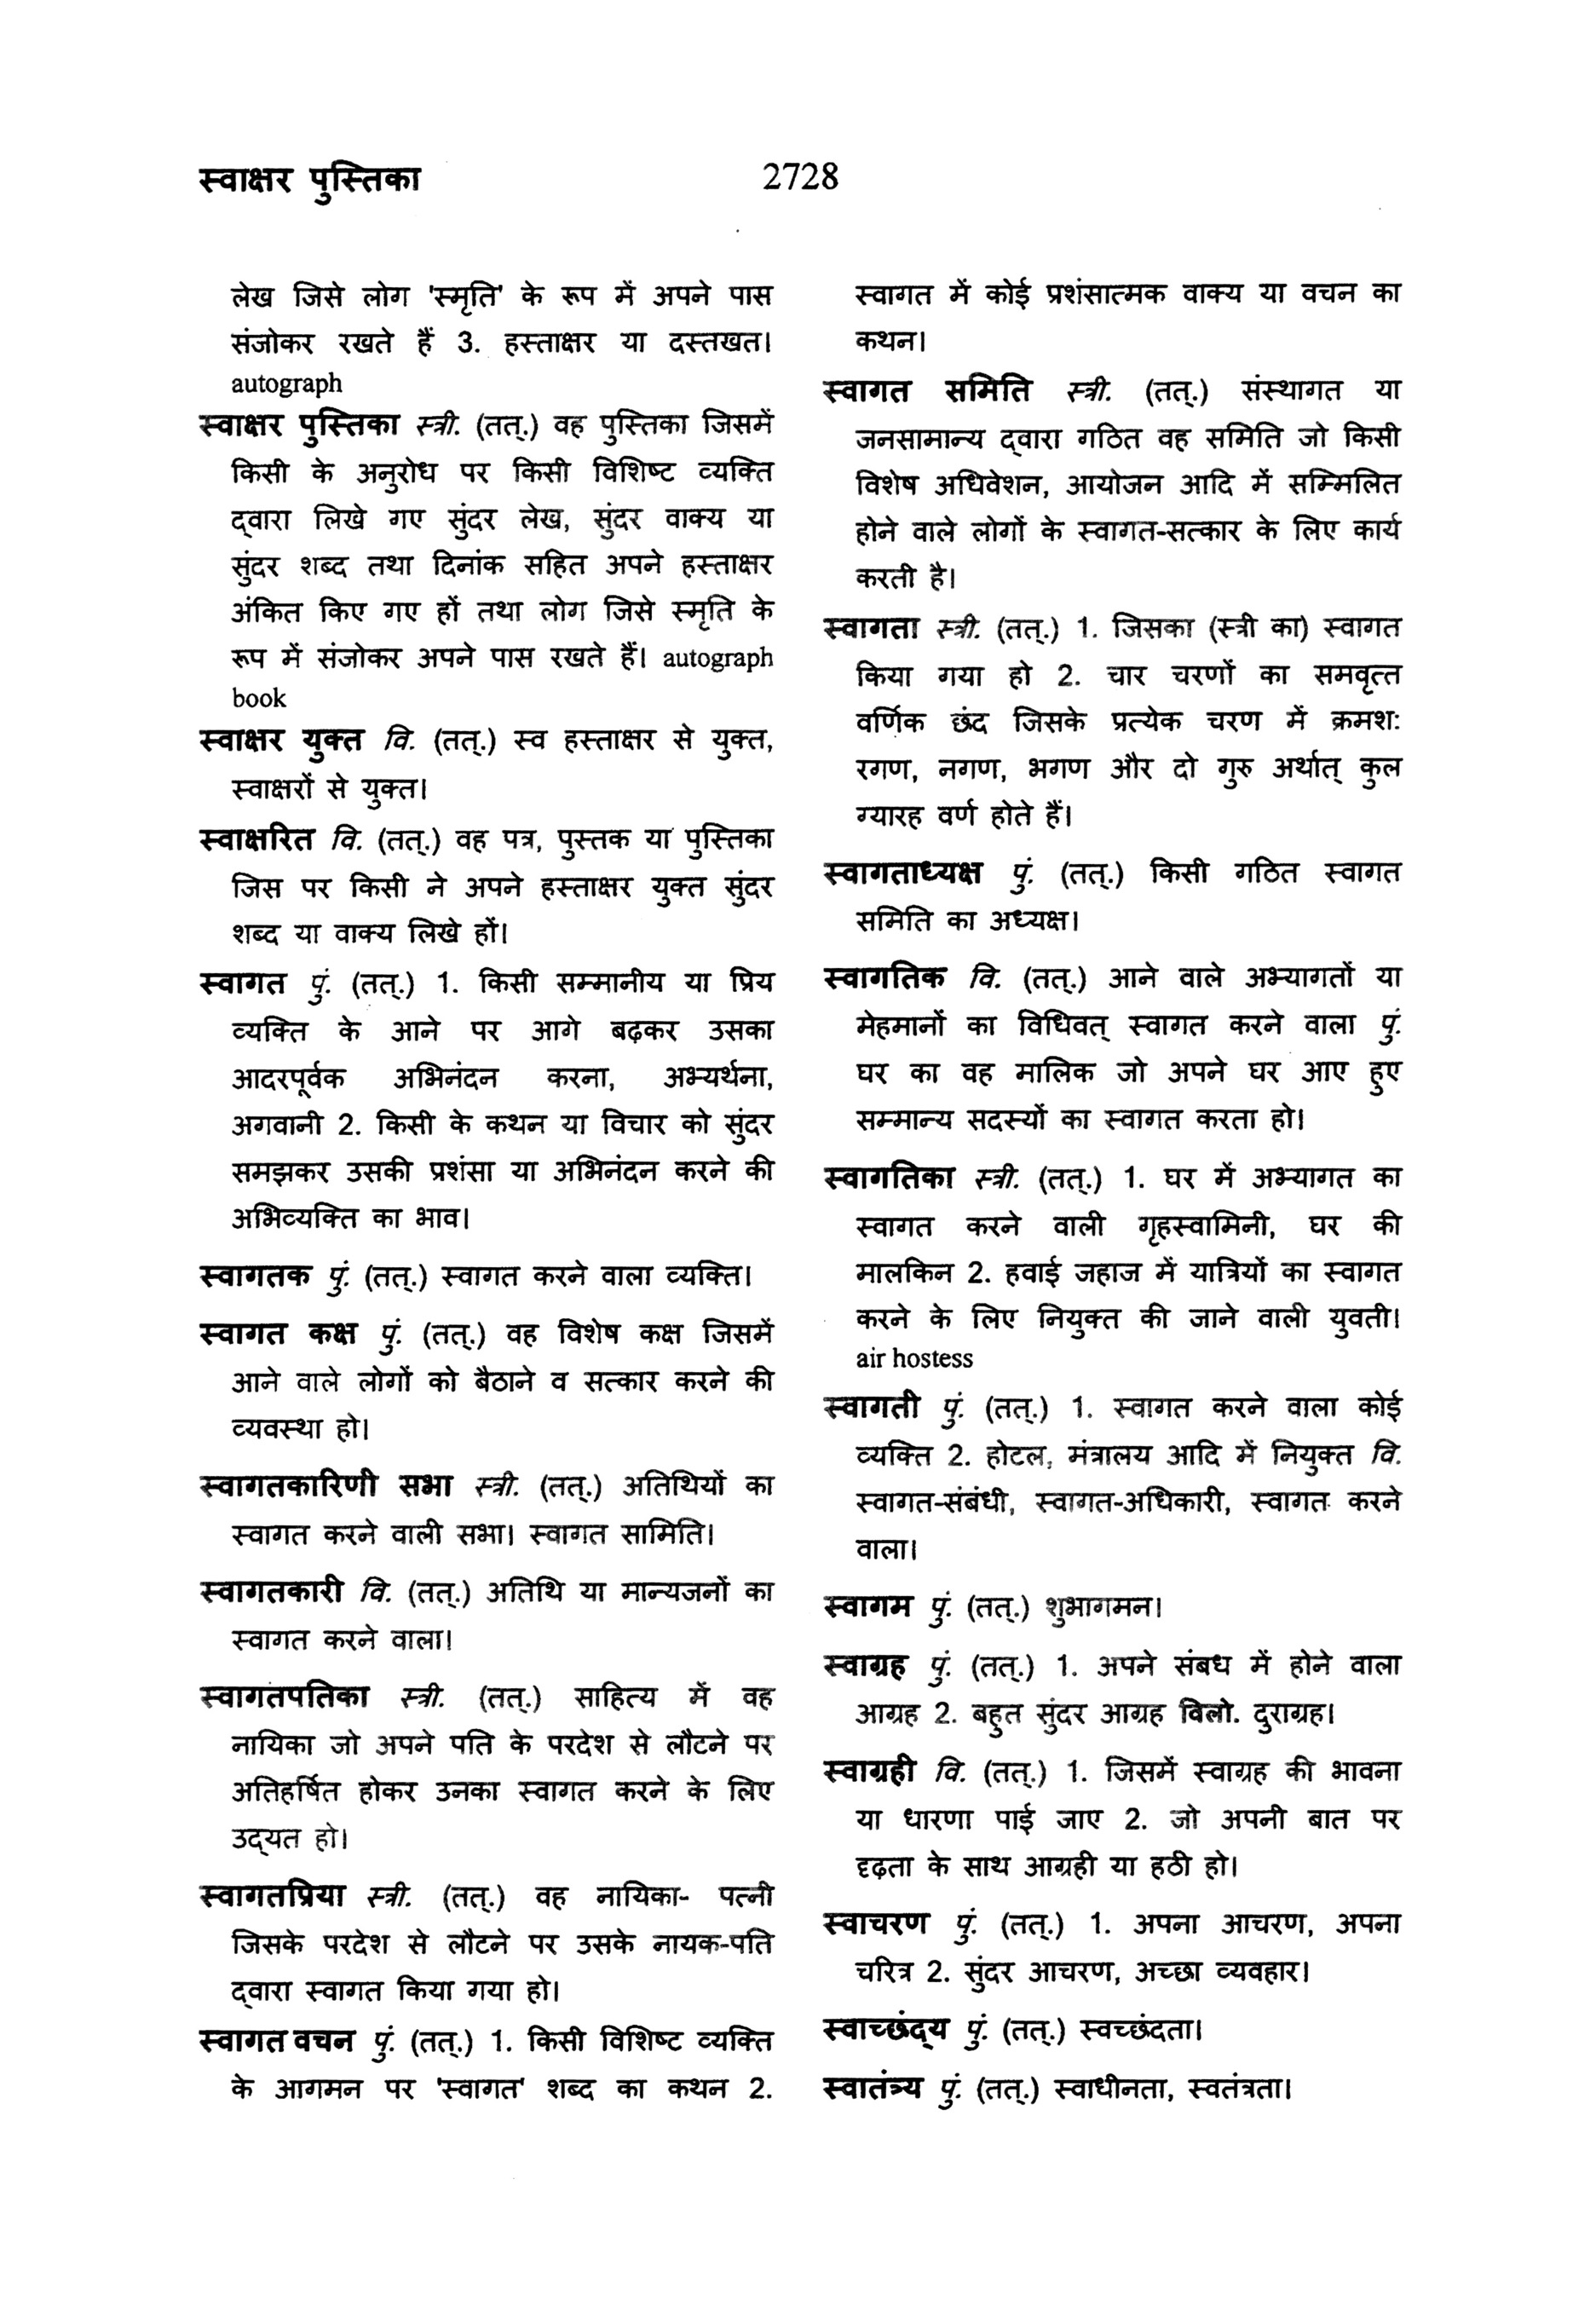 स्वाक्षर पुस्तिका
2728
लेख जिसे लोग 'स्मृति' के रूप में अपने पास
संजोकर रखते हैं 3. हस्ताक्षर या दस्तखत।
autograph
स्वाक्षर पुस्तिका स्त्री. (तत्.) वह पुस्तिका जिसमें
किसी के अनुरोध पर किसी विशिष्ट व्यक्ति
द्वारा लिखे गए सुंदर लेख, सुंदर वाक्य या
सुंदर शब्द तथा दिनांक सहित अपने हस्ताक्षर
अंकित किए गए हों तथा लोग जिसे स्मृति के
रूप में संजोकर अपने पास रखते हैं। autograph
book
स्वाक्षर युक्त वि. (तत्.) स्व हस्ताक्षर से युक्त,
स्वाक्षरों से युक्त।
स्वाक्षरित वि. (तत्.) वह पत्र, पुस्तक या पुस्तिका
जिस पर किसी ने अपने हस्ताक्षर युक्त सुंदर
शब्द या वाक्य लिखे हों।
स्वागत पुं. (तत्.) 1. किसी सम्मानीय या प्रिय
व्यक्ति के आने पर आगे बढ़कर उसका
आदरपूर्वक अभिनंदन करना, अभ्यर्थना,
अगवानी 2. किसी के कथन या विचार को सुंदर
समझकर उसकी प्रशंसा या अभिनंदन करने की
अभिव्यक्ति का भाव।
स्वागतक पुं. (तत्.) स्वागत करने वाला व्यक्ति।
स्वागत कक्ष पुं. (तत्.) वह विशेष कक्ष जिसमें
आने वाले लोगों को बैठाने व सत्कार करने की
व्यवस्था हो।
स्वागतकारिणी सभा स्त्री. (तत्.) अतिथियों का
स्वागत करने वाली सभा। स्वागत सामिति।
स्वागतकारी वि. (तत्.) अतिथि या मान्यजनों का
स्वागत करने वाला।
स्वागतपतिका स्त्री. (तत्.) साहित्य में वह
नायिका जो अपने पति के परदेश से लौटने पर
अतिहर्षित होकर उनका स्वागत करने के लिए
उद्यत हो।
स्वागतप्रिया स्त्री. (तत्.) वह नायिका- पत्नी
जिसके परदेश से लौटने पर उसके नायक-पति
द्वारा स्वागत किया गया हो।
स्वागत वचन पुं. (तत्.) 1. किसी विशिष्ट व्यक्ति
के आगमन पर 'स्वागत' शब्द का कथन 2.
स्वागत में कोई प्रशंसात्मक वाक्य या वचन का
कथन।
स्वागत समिति स्त्री. (तत्.) संस्थागत या
जनसामान्य द्वारा गठित वह समिति जो किसी
विशेष अधिवेशन, आयोजन आदि में सम्मिलित
होने वाले लोगों के स्वागत-सत्कार के लिए कार्य
करती है।
स्वागता स्त्री. (तत्.) 1. जिसका (स्त्री का) स्वागत
किया गया हो 2. चार चरणों का समवृत्त
वर्णिक छंद जिसके प्रत्येक चरण में क्रमश:
रगण, नगण, भगण और दो गुरु अर्थात् कुल
ग्यारह वर्ण होते हैं।
स्वागताध्यक्ष पुं. (तत्.) किसी गठित स्वागत
समिति का अध्यक्ष।
स्वागतिक वि. (तत्.) आने वाले अभ्यागतों या
मेहमानों का विधिवत् स्वागत करने वाला पुं.
घर का वह मालिक जो अपने घर आए हुए
सम्मान्य सदस्यों का स्वागत करता हो।
स्वागतिका स्त्री. (तत्.) 1. घर में अभ्यागत का
स्वागत करने वाली गृहस्वामिनी, घर की
मालकिन 2. हवाई जहाज में यात्रियों का स्वागत
करने के लिए नियुक्त की जाने वाली युवती।
air hostess
स्वागती पुं. (तत्.) 1. स्वागत करने वाला कोई
व्यक्ति 2. होटल, मंत्रालय आदि में नियुक्त वि.
स्वागत-संबंधी, स्वागत-अधिकारी, स्वागत करने
वाला।
स्वागम पुं. (तत्.) शुभागमन।
स्वाग्रह पुं. (तत्.) 1. अपने संबध में होने वाला
आग्रह 2. बहुत सुंदर आग्रह विलो. दुराग्रह।
स्वाग्रही वि. (तत्.) 1. जिसमें स्वाग्रह की भावना
या धारणा पाई जाए 2. जो अपनी बात पर
दृढ़ता के साथ आग्रही या हठी हो।
स्वाचरण पुं. (तत्.) 1. अपना आचरण, अपना
चरित्र 2. सुंदर आचरण, अच्छा व्यवहार।
स्वाच्छंद्य पुं. (तत्.) स्वच्छंदता।
स्वातंत्र्य पुं. (तत्.) स्वाधीनता, स्वतंत्रता।